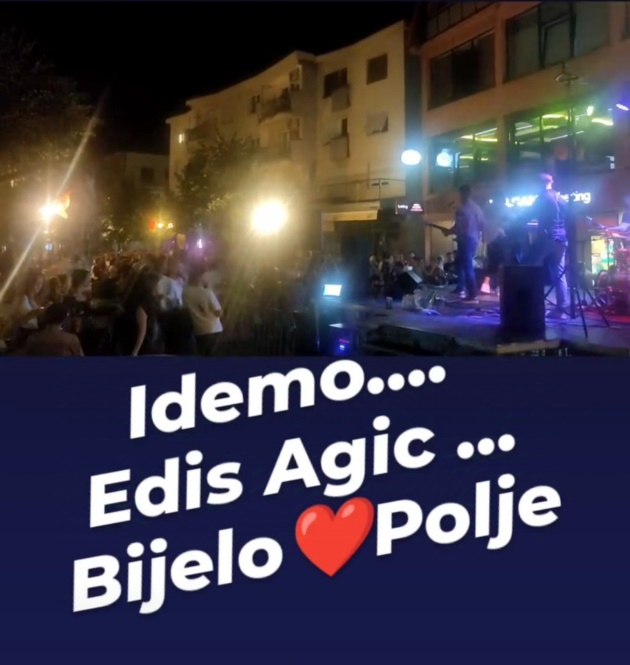 Idemo....
Edis Agic ...
Bijelo ❤️ Polje